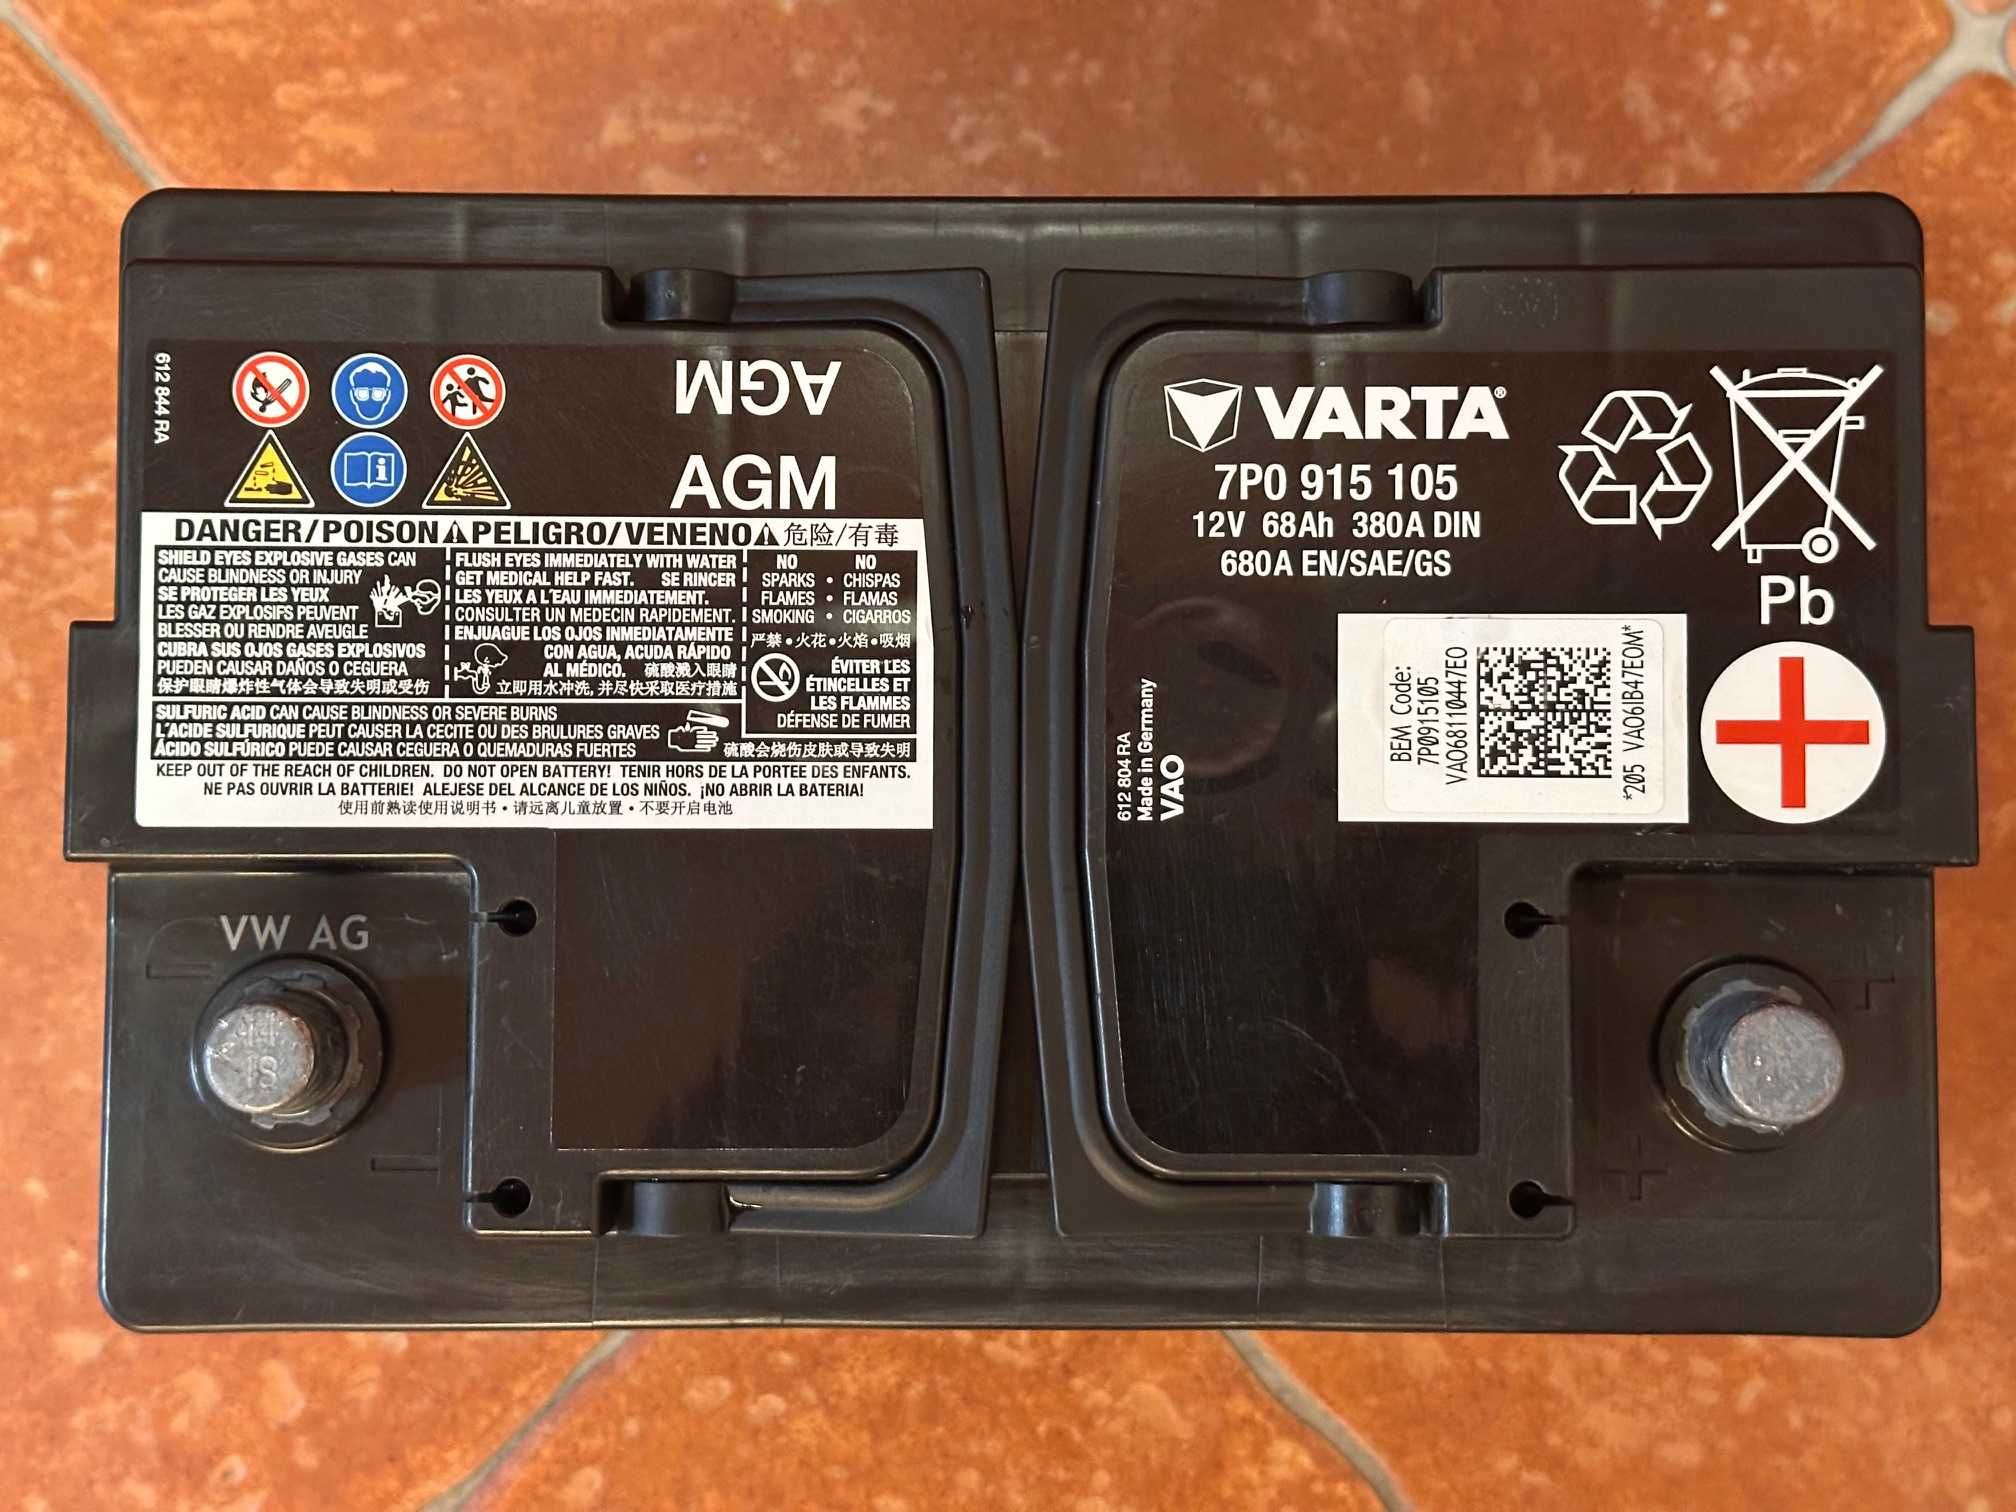 612 844 RA
AGM
AGM
DANGER/POISON⚠PELIGRO/VENENO⚠危险/有毒
SHIELD EYES EXPLOSIVE GASES CAN
CAUSE BLINDNESS OR INJURY
SE PROTEGER LES YEUX
LES GAZ EXPLOSIFS PEUVENT
BLESSER OU RENDRE AVEUGLE
CUBRA SUS OJOS GASES EXPLOSIVOS
PUEDEN CAUSAR DAÑOS O CEGUERA
保护眼睛爆炸性气体会导致失明或受伤
FLUSH EYES IMMEDIATELY WITH WATER
GET MEDICAL HELP FAST. SE RINCER
LES YEUX A L'EAU IMMEDIATEMENT.
CONSULTER UN MEDECIN RAPIDEMENT.
ENJUAGUE LOS OJOS INMEDIATAMENTE
CON AGUA, ACUDA RÁPIDO
AL MÉDICO. 硫酸溅入眼睛
立即用水冲洗, 并尽快采取医疗措施
NO NO
SPARKS • CHISPAS
FLAMES • FLAMAS
SMOKING • CIGARROS
严禁•火花•火焰•吸烟
ÉVITER LES
ÉTINCELLES ET
LES FLAMMES
DÉFENSE DE FUMER
SULFURIC ACID CAN CAUSE BLINDNESS OR SEVERE BURNS
L'ACIDE SULFURIQUE PEUT CAUSER LA CECITE OU DES BRULURES GRAVES
ÁCIDO SULFÚRICO PUEDE CAUSAR CEGUERA O QUEMADURAS FUERTES
硫酸会烧伤皮肤或导致失明
KEEP OUT OF THE REACH OF CHILDREN. DO NOT OPEN BATTERY! TENIR HORS DE LA PORTEE DES ENFANTS.
NE PAS OUVRIR LA BATTERIE! ALEJESE DEL ALCANCE DE LOS NIÑOS. ¡NO ABRIR LA BATERIA!
使用前熟读使用说明书•请远离儿童放置•不要开启电池
VW AG
44
18
VARTA®
7P0 915 105
12V 68Ah 380A DIN
680A EN/SAE/GS
Pb
612 804 RA
Made in Germany
VAO
BEM Code:
7P0915105
VAO68110447E0
*205 VAO6IB47EOM*